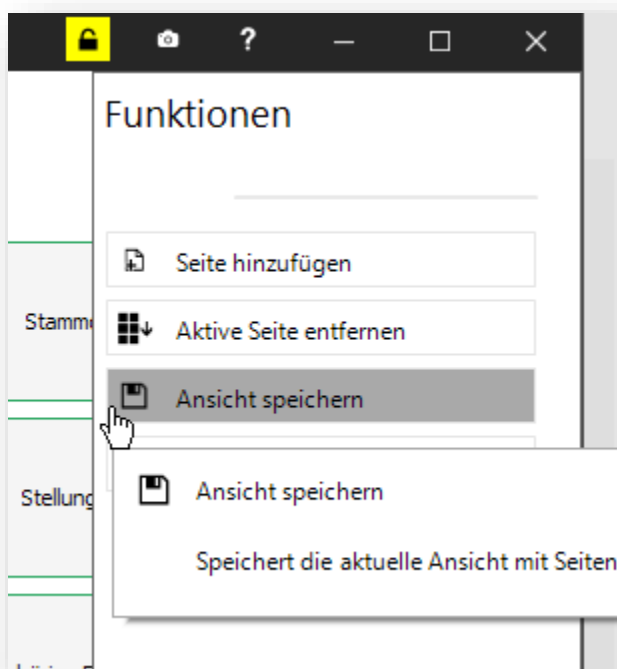 ?
Funktionen
Seite hinzufügen
Aktive Seite entfernen
Ansicht speichern
Ansicht speichern
Speichert die aktuelle Ansicht mit Seiten
Stamm
Stellung